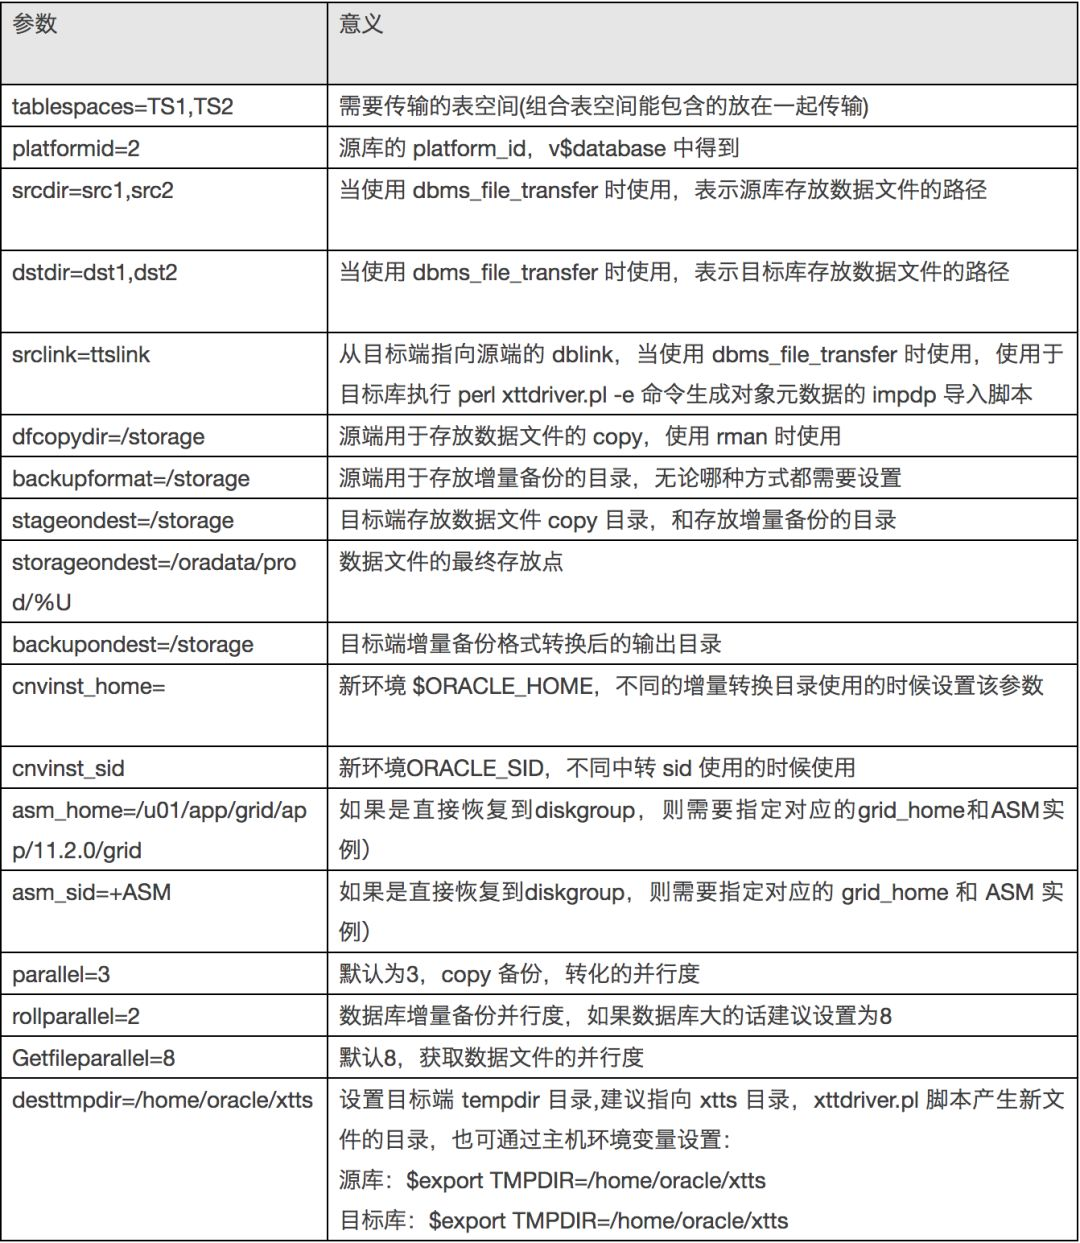 参数
意义
tablespaces=TS1,TS2
需要传输的表空间(组合表空间能包含的放在一起传输)
platformid=2
源库的 platform_id，v$database 中得到
srcdir=src1,src2
当使用 dbms_file_transfer 时使用，表示源库存放数据文件的路径
dstdir=dst1,dst2
当使用 dbms_file_transfer 时使用，表示目标库存放数据文件的路径
srclink=ttslink
从目标端指向源端的 dblink，当使用 dbms_file_transfer 时使用，使用于
目标库执行 perl xttdriver.pl -e 命令生成对象元数据的 impdp 导入脚本
dfcopydir=/storage
源端用于存放数据文件的 copy，使用 rman 时使用
backupformat=/storage
源端用于存放增量备份的目录，无论哪种方式都需要设置
stageondest=/storage
目标端存放数据文件 copy 目录，和存放增量备份的目录
storageondest=/oradata/pro
d/%U
数据文件的最终存放点
backupondest=/storage
目标端增量备份格式转换后的输出目录
cnvinst_home=
新环境 $ORACLE_HOME，不同的增量转换目录使用的时候设置该参数
cnvinst_sid
新环境ORACLE_SID，不同中转 sid 使用的时候使用
asm_home=/u01/app/grid/ap
p/11.2.0/grid
如果是直接恢复到diskgroup，则需要指定对应的grid_home和ASM实
例）
asm_sid=+ASM
如果是直接恢复到diskgroup，则需要指定对应的 grid_home 和 ASM 实
例）
parallel=3
默认为3，copy 备份，转化的并行度
rollparallel=2
数据库增量备份并行度，如果数据库大的话建议设置为8
Getfileparallel=8
默认8，获取数据文件的并行度
desttmpdir=/home/oracle/xtts
设置目标端 tempdir 目录,建议指向 xtts 目录，xttdriver.pl 脚本产生新文
件的目录，也可通过主机环境变量设置：
源库：$export TMPDIR=/home/oracle/xtts
目标库：$export TMPDIR=/home/oracle/xtts